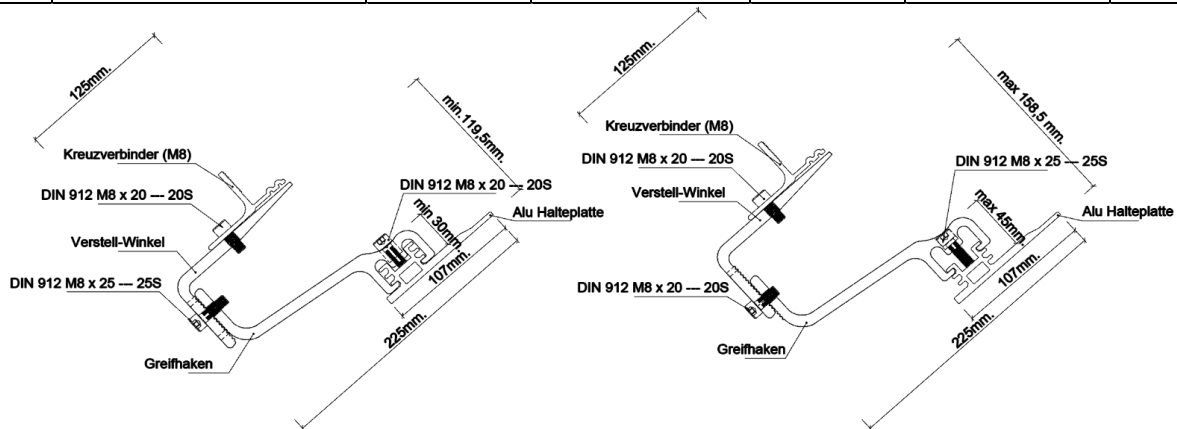 125mm.
min.119,5mm.
Kreuzverbinder (M8)
DIN 912 M8 x 20 --- 20S
DIN 912 M8 x 20 --- 20S
min 30mm.
Alu Halteplatte
Verstell-Winkel
107mm.
DIN 912 M8 x 25 --- 25S
225mm.
Greifhaken
125mm.
max 158,5 mm.
Kreuzverbinder (M8)
DIN 912 M8 x 20 --- 20S
DIN 912 M8 x 25 --- 25S
Verstell-Winkel
max 45mm.
Alu Halteplatte
107mm.
DIN 912 M8 x 20 --- 20S
225mm.
Greifhaken